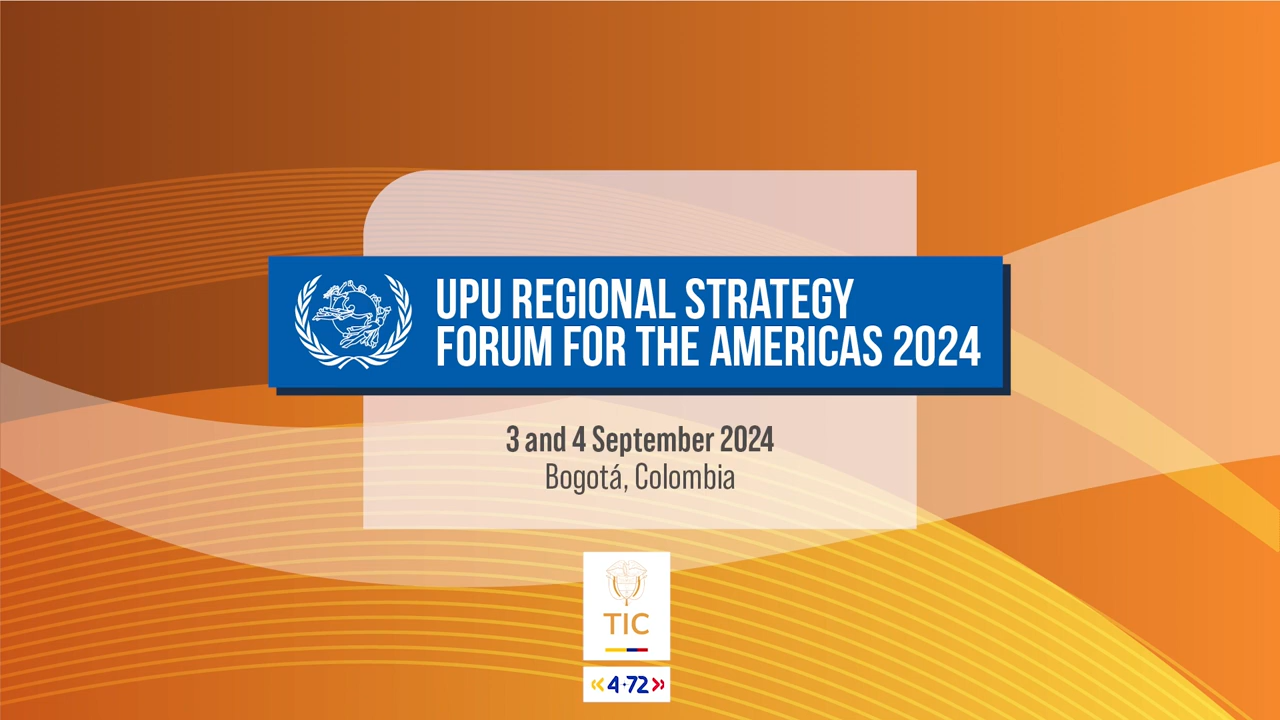 UPU REGIONAL STRATEGY
FORUM FOR THE AMERICAS 2024
3 and 4 September 2024
Bogotá, Colombia
TIC
4-72